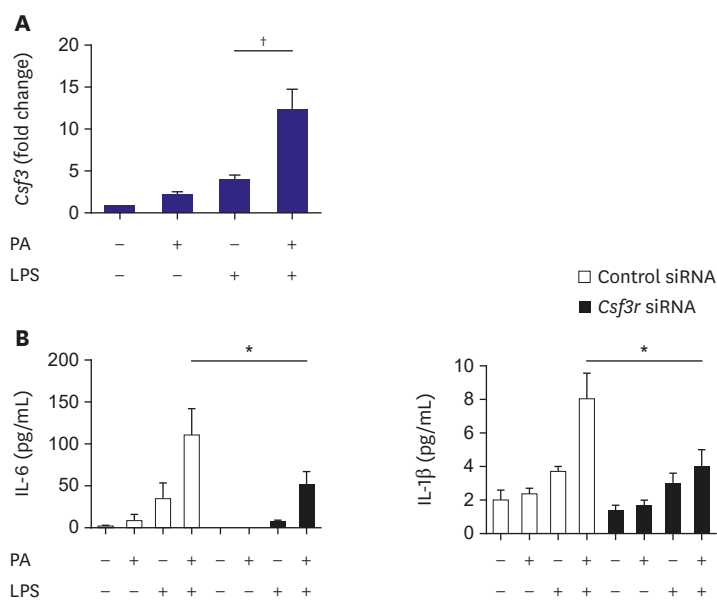 A
Csf3 (fold change)
20
15
10
5
0
†
PA − + − +
LPS − − + +
Control siRNA
Csf3r siRNA
B
IL-6 (pg/mL)
200
150
100
50
0
*
PA − + − + − + − +
LPS − − + + − − + +
IL-1β (pg/mL)
10
8
6
4
2
0
*
− + − + − + − +
− − + + − − + +